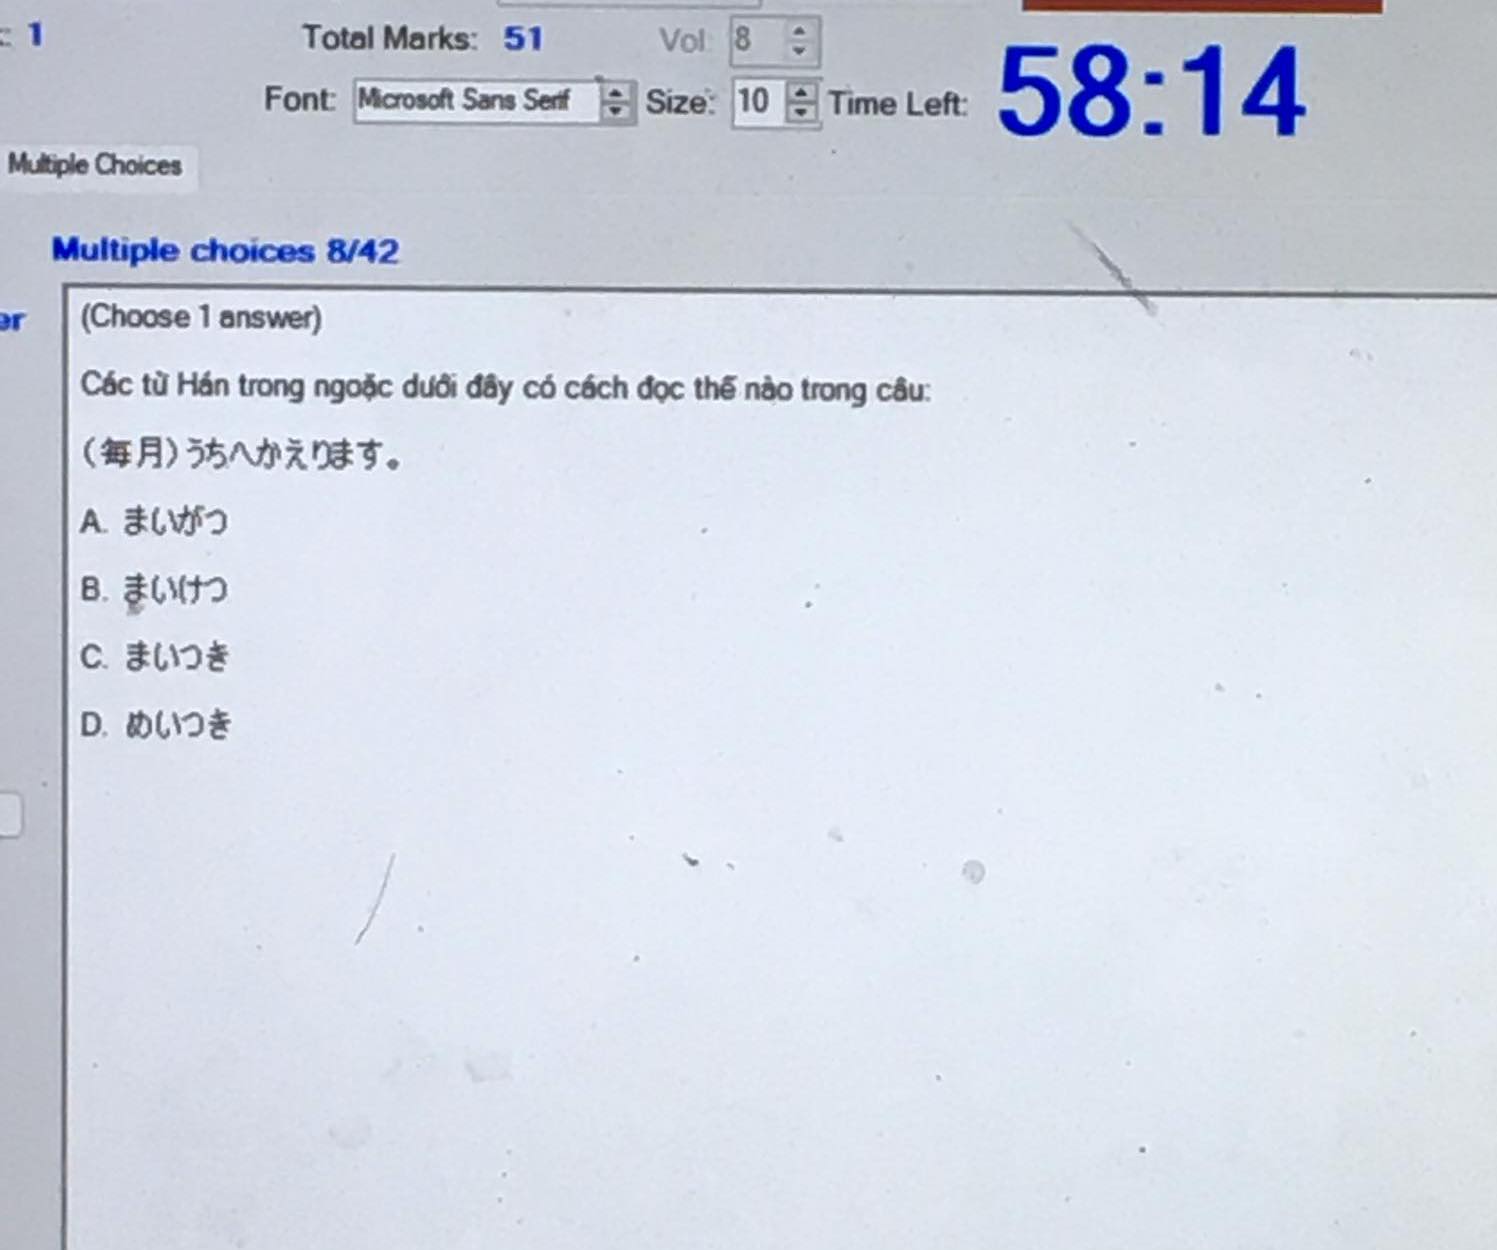 : 1
Total Marks: 51 Vol: 8
Font: Microsoft Sans Serif Size: 10 Time Left: 58:14
Multiple Choices
Multiple choices 8/42
er
(Choose 1 answer)
Các từ Hán trong ngoặc dưới đây có cách đọc thế nào trong câu:
(毎月)うちへかえります。
A. まいがつ
B. まいけつ
C. まいつき
D. めいつき